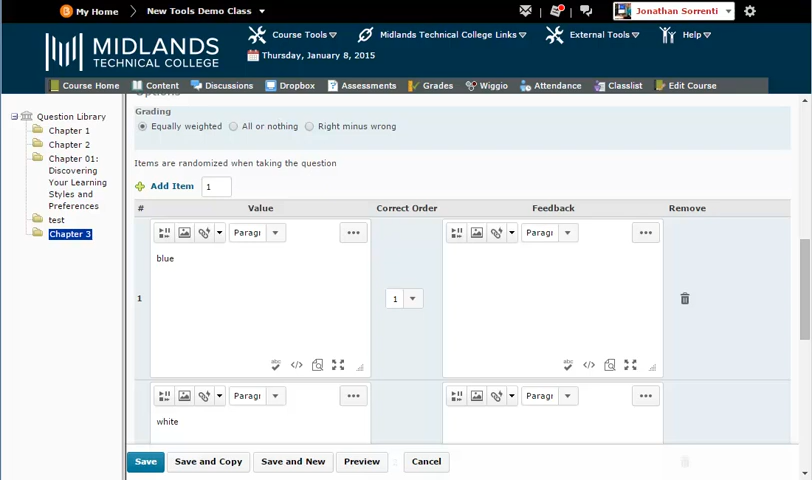 My Home New Tools Demo Class Jonathan Sorrenti
MIDLANDS
TECHNICAL COLLEGE
Course Tools Midlands Technical College Links External Tools Help
Thursday, January 8, 2015
Course Home Content Discussions Dropbox Assessments Grades Wiggio Attendance Classlist Edit Course
Question Library
Chapter 1
Chapter 2
Chapter 01:
Discovering
Your Learning
Styles and
Preferences
test
Chapter 3
Options
Grading
Equally weighted All or nothing Right minus wrong
Items are randomized when taking the question
Add Item 1
# Value Correct Order Feedback Remove
Paragr Paragr
blue
1 1
abc </> abc </>
Paragr Paragr
white
Save Save and Copy Save and New Preview Cancel